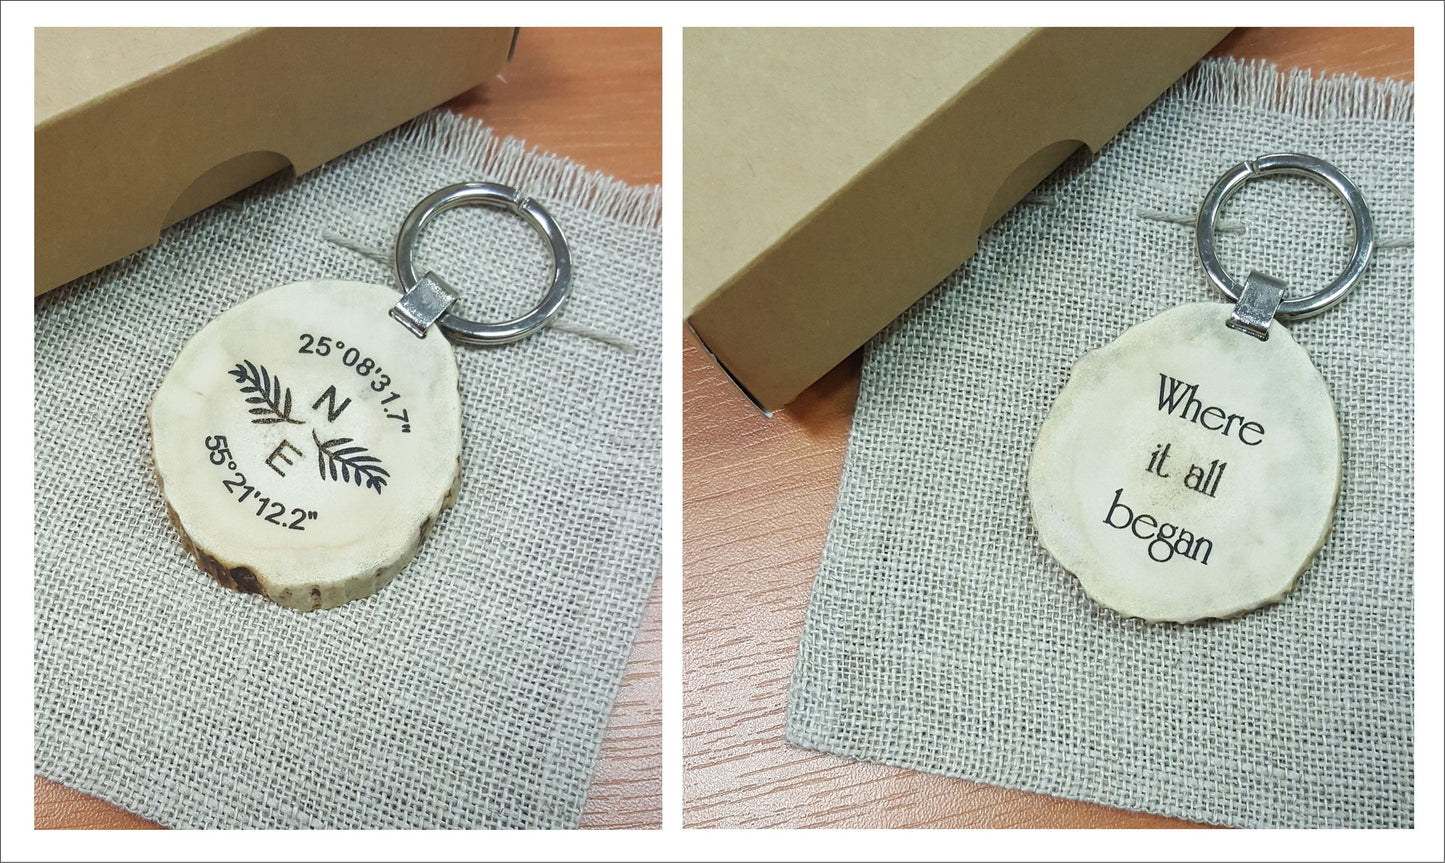 25°08'31.7"
N
E
55°21'12.2"
Where
it all
began